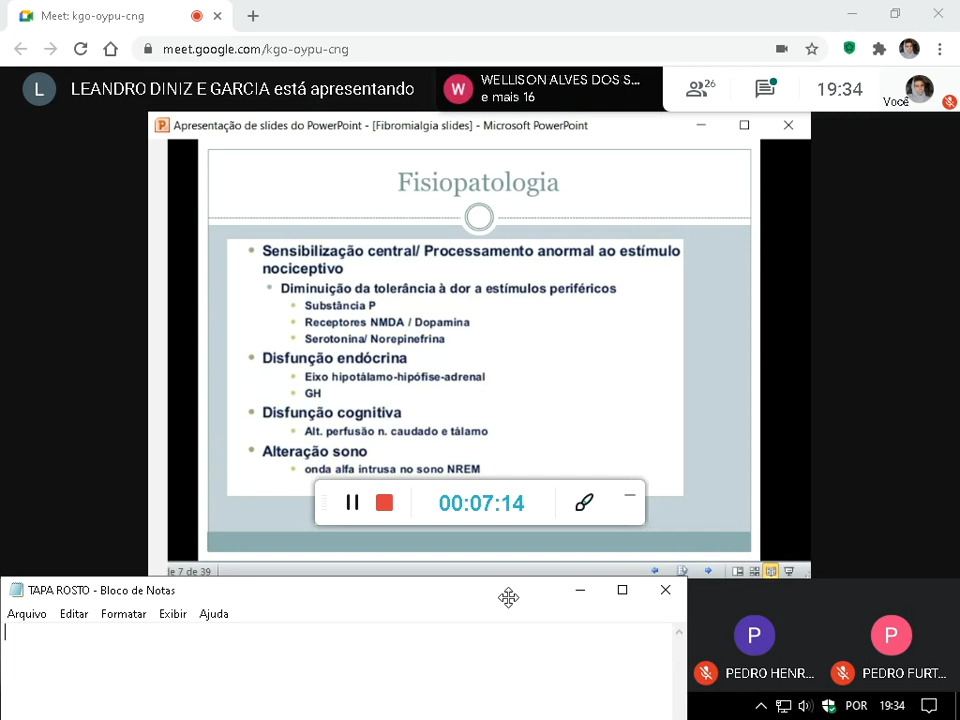 Meet: kgo-oypu-cng
meet.google.com/kgo-oypu-cng
L
LEANDRO DINIZ E GARCIA está apresentando
W
WELLISON ALVES DOS S...
e mais 16
26
19:34
Você
Apresentação de slides do PowerPoint - [Fibromialgia slides] - Microsoft PowerPoint
Fisiopatologia
Sensibilização central/ Processamento anormal ao estímulo
nociceptivo
Diminuição da tolerância à dor a estímulos periféricos
Substância P
Receptores NMDA / Dopamina
Serotonina/ Norepinefrina
Disfunção endócrina
Eixo hipotálamo-hipófise-adrenal
GH
Disfunção cognitiva
Alt. perfusão n. caudado e tálamo
Alteração sono
onda alfa intrusa no sono NREM
00:07:14
de 7 de 39
TAPA ROSTO - Bloco de Notas
Arquivo Editar Formatar Exibir Ajuda
P
PEDRO HENR...
P
PEDRO FURT...
POR 19:34